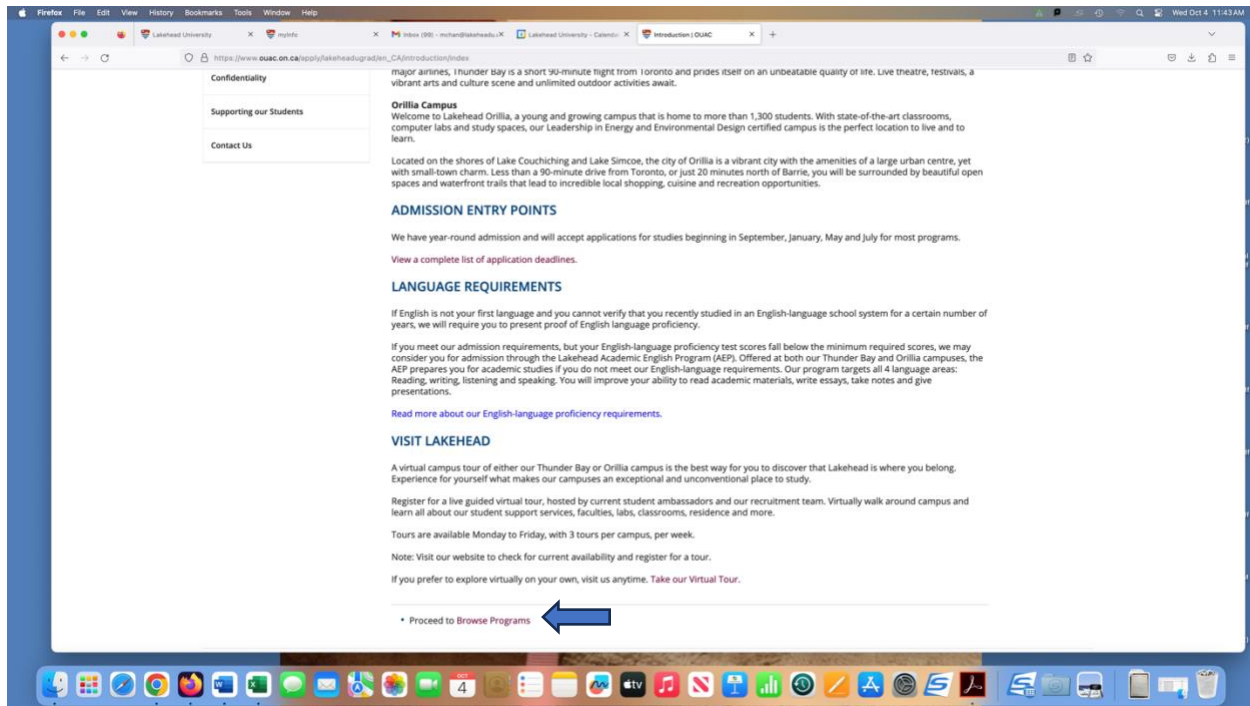 Firefox File Edit View History Bookmarks Tools Window Help Wed Oct 4 11:43 AM
Lakehead University myInfo Inbox (99) - mchan@lakeheadu.c Lakehead University - Calendar Introduction | OUAC
https://www.ouac.on.ca/apply/lakeheadugrad/en_CA/introduction/index
Confidentiality
Supporting our Students
Contact Us
major airlines, Thunder Bay is a short 90-minute flight from Toronto and prides itself on an unbeatable quality of life. Live theatre, festivals, a
vibrant arts and culture scene and unlimited outdoor activities await.
Orillia Campus
Welcome to Lakehead Orillia, a young and growing campus that is home to more than 1,300 students. With state-of-the-art classrooms,
computer labs and study spaces, our Leadership in Energy and Environmental Design certified campus is the perfect location to live and to
learn.
Located on the shores of Lake Couchiching and Lake Simcoe, the city of Orillia is a vibrant city with the amenities of a large urban centre, yet
with small-town charm. Less than a 90-minute drive from Toronto, or just 20 minutes north of Barrie, you will be surrounded by beautiful open
spaces and waterfront trails that lead to incredible local shopping, cuisine and recreation opportunities.
ADMISSION ENTRY POINTS
We have year-round admission and will accept applications for studies beginning in September, January, May and July for most programs.
View a complete list of application deadlines.
LANGUAGE REQUIREMENTS
If English is not your first language and you cannot verify that you recently studied in an English-language school system for a certain number of
years, we will require you to present proof of English language proficiency.
If you meet our admission requirements, but your English-language proficiency test scores fall below the minimum required scores, we may
consider you for admission through the Lakehead Academic English Program (AEP). Offered at both our Thunder Bay and Orillia campuses, the
AEP prepares you for academic studies if you do not meet our English-language requirements. Our program targets all 4 language areas:
Reading, writing, listening and speaking. You will improve your ability to read academic materials, write essays, take notes and give
presentations.
Read more about our English-language proficiency requirements.
VISIT LAKEHEAD
A virtual campus tour of either our Thunder Bay or Orillia campus is the best way for you to discover that Lakehead is where you belong.
Experience for yourself what makes our campuses an exceptional and unconventional place to study.
Register for a live guided virtual tour, hosted by current student ambassadors and our recruitment team. Virtually walk around campus and
learn all about our student support services, faculties, labs, classrooms, residence and more.
Tours are available Monday to Friday, with 3 tours per campus, per week.
Note: Visit our website to check for current availability and register for a tour.
If you prefer to explore virtually on your own, visit us anytime. Take our Virtual Tour.
• Proceed to Browse Programs
OCT
4
tv